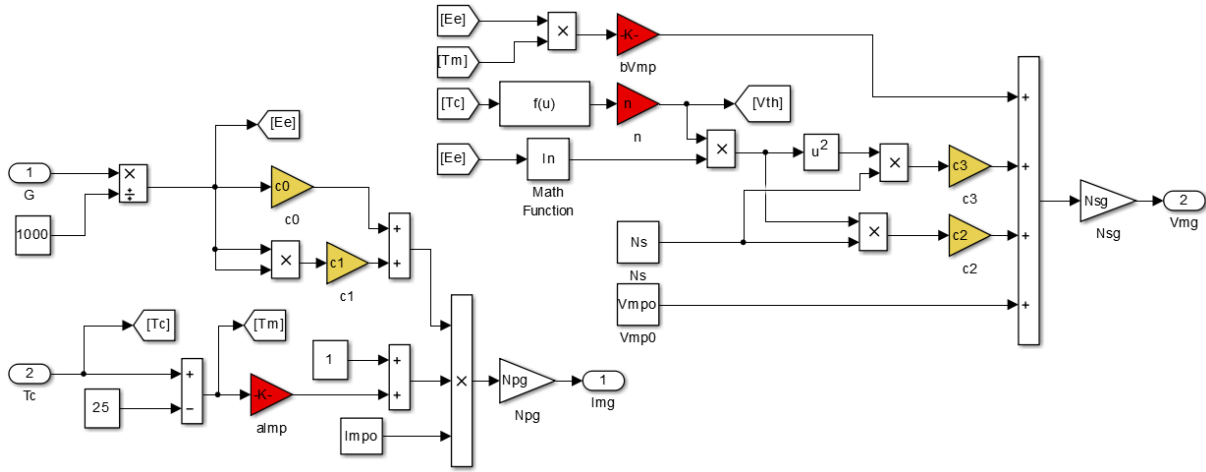 [Ee]
×
-K-
bVmp
[Tm]
+
[Tc]
f(u)
n
n
[Vth]
[Ee]
×
u²
×
c3
c3
+
[Ee]
ln
Math
Function
1
G
×
÷
c0
c0
Nsg
Nsg
2
Vmg
1000
+
Ns
Ns
×
c2
c2
+
×
c1
c1
+
Vmpo
Vmp0
+
[Tc]
[Tm]
2
Tc
+
1
+
×
Npg
Npg
1
Img
25
−
-K-
aImp
+
Impo